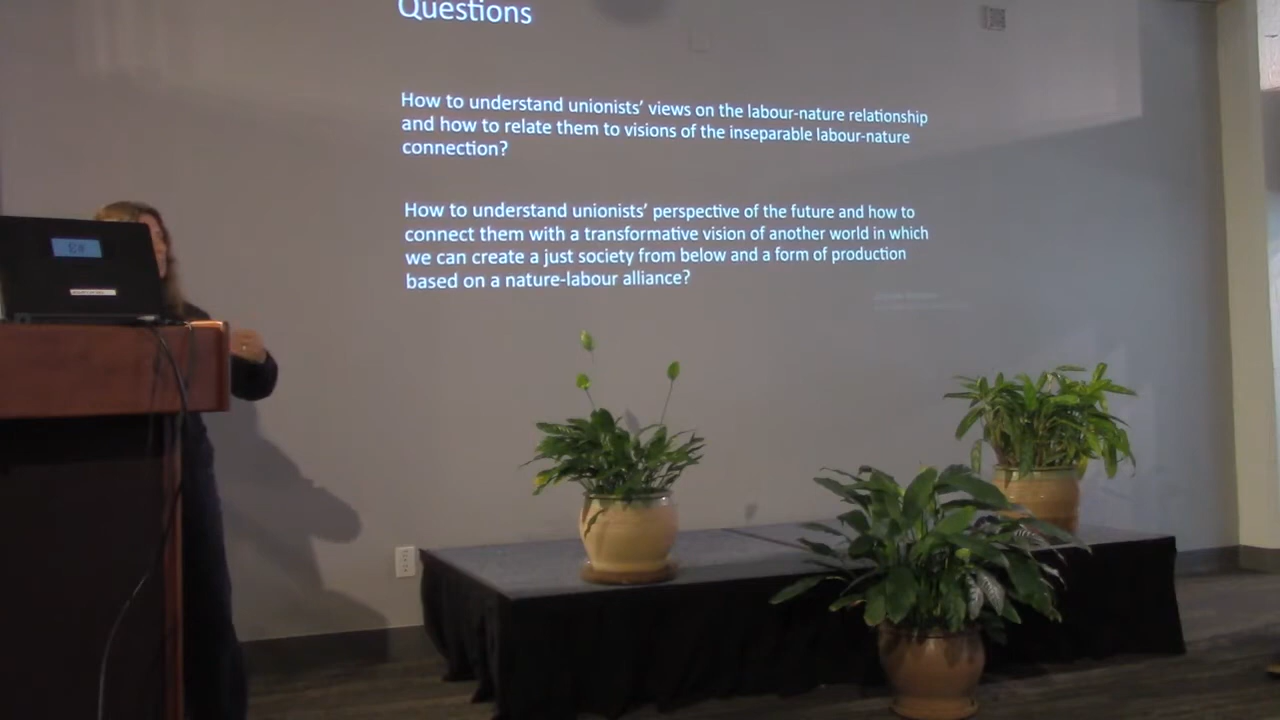 Questions
How to understand unionists’ views on the labour-nature relationship
and how to relate them to visions of the inseparable labour-nature
connection?
How to understand unionists’ perspective of the future and how to
connect them with a transformative vision of another world in which
we can create a just society from below and a form of production
based on a nature-labour alliance?